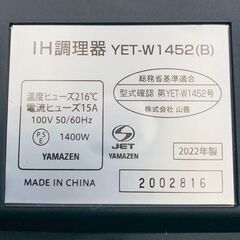 IH調理器 YET-W1452(B)
温度ヒューズ216℃
電流ヒューズ15A
100V 50/60Hz
PSE
1400W
YAMAZEN
総務省基準適合
型式確認 第YET-W1452号
株式会社 山善
S
JET
YAMAZEN
2022年製
MADE IN CHINA
2002816